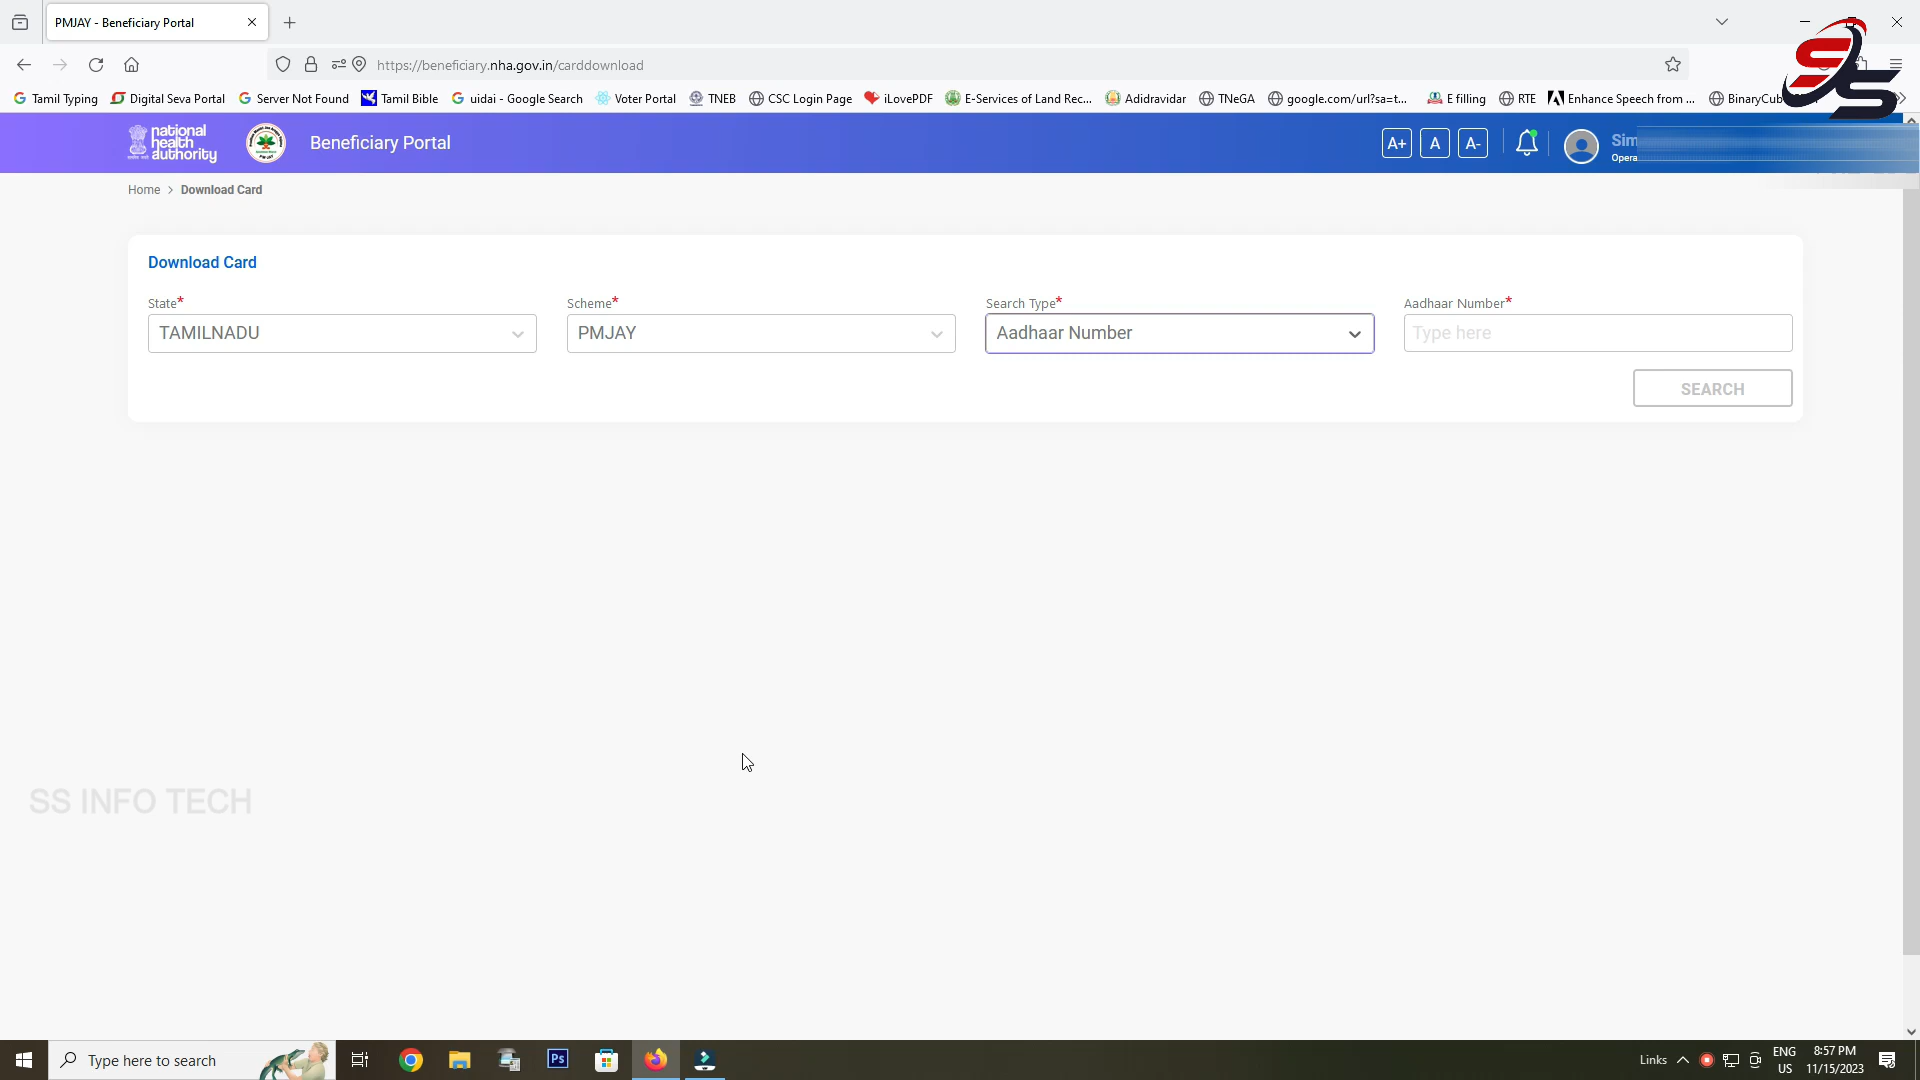 PMJAY - Beneficiary Portal
https://beneficiary.nha.gov.in/carddownload
Tamil Typing
Digital Seva Portal
Server Not Found
Tamil Bible
uidai - Google Search
Voter Portal
TNEB
CSC Login Page
iLovePDF
E-Services of Land Rec...
Adidravidar
TNeGA
google.com/url?sa=t...
E filling
RTE
Enhance Speech from ...
national
health
authority
Beneficiary Portal
A+
A
A-
Home > Download Card
Download Card
State*
Scheme*
Search Type*
Aadhaar Number*
TAMILNADU
PMJAY
Aadhaar Number
Type here
SEARCH
SS INFO TECH
Type here to search
Ps
Links
ENG
US
8:57 PM
11/15/2023